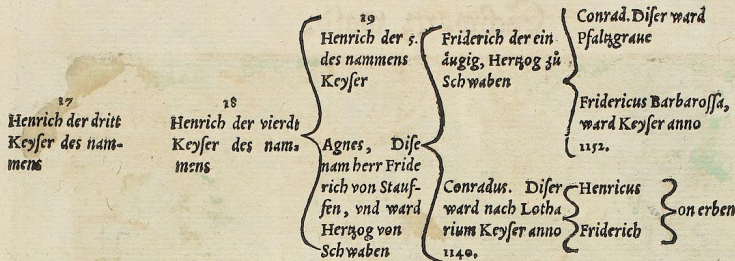 17
Henrich der dritt
Keyſer des nam-
mens
18
Henrich der vierdt
Keyſer des nam-
mens
19
Henrich der 5.
des nammens
Keyſer
Agnes, Diſe
nam herr Fride
rich von Stauf-
fen, vnd ward
Hertzog von
Schwaben
Friderich der ein
äugig, Hertzog zů
Schwaben
Conradus. Diſer
ward nach Lotha
rium Keyſer anno
1140.
Conrad. Diſer ward
Pfaltzgraue
Fridericus Barbaroſſa,
ward Keyſer anno
1152.
Henricus
Friderich
on erben